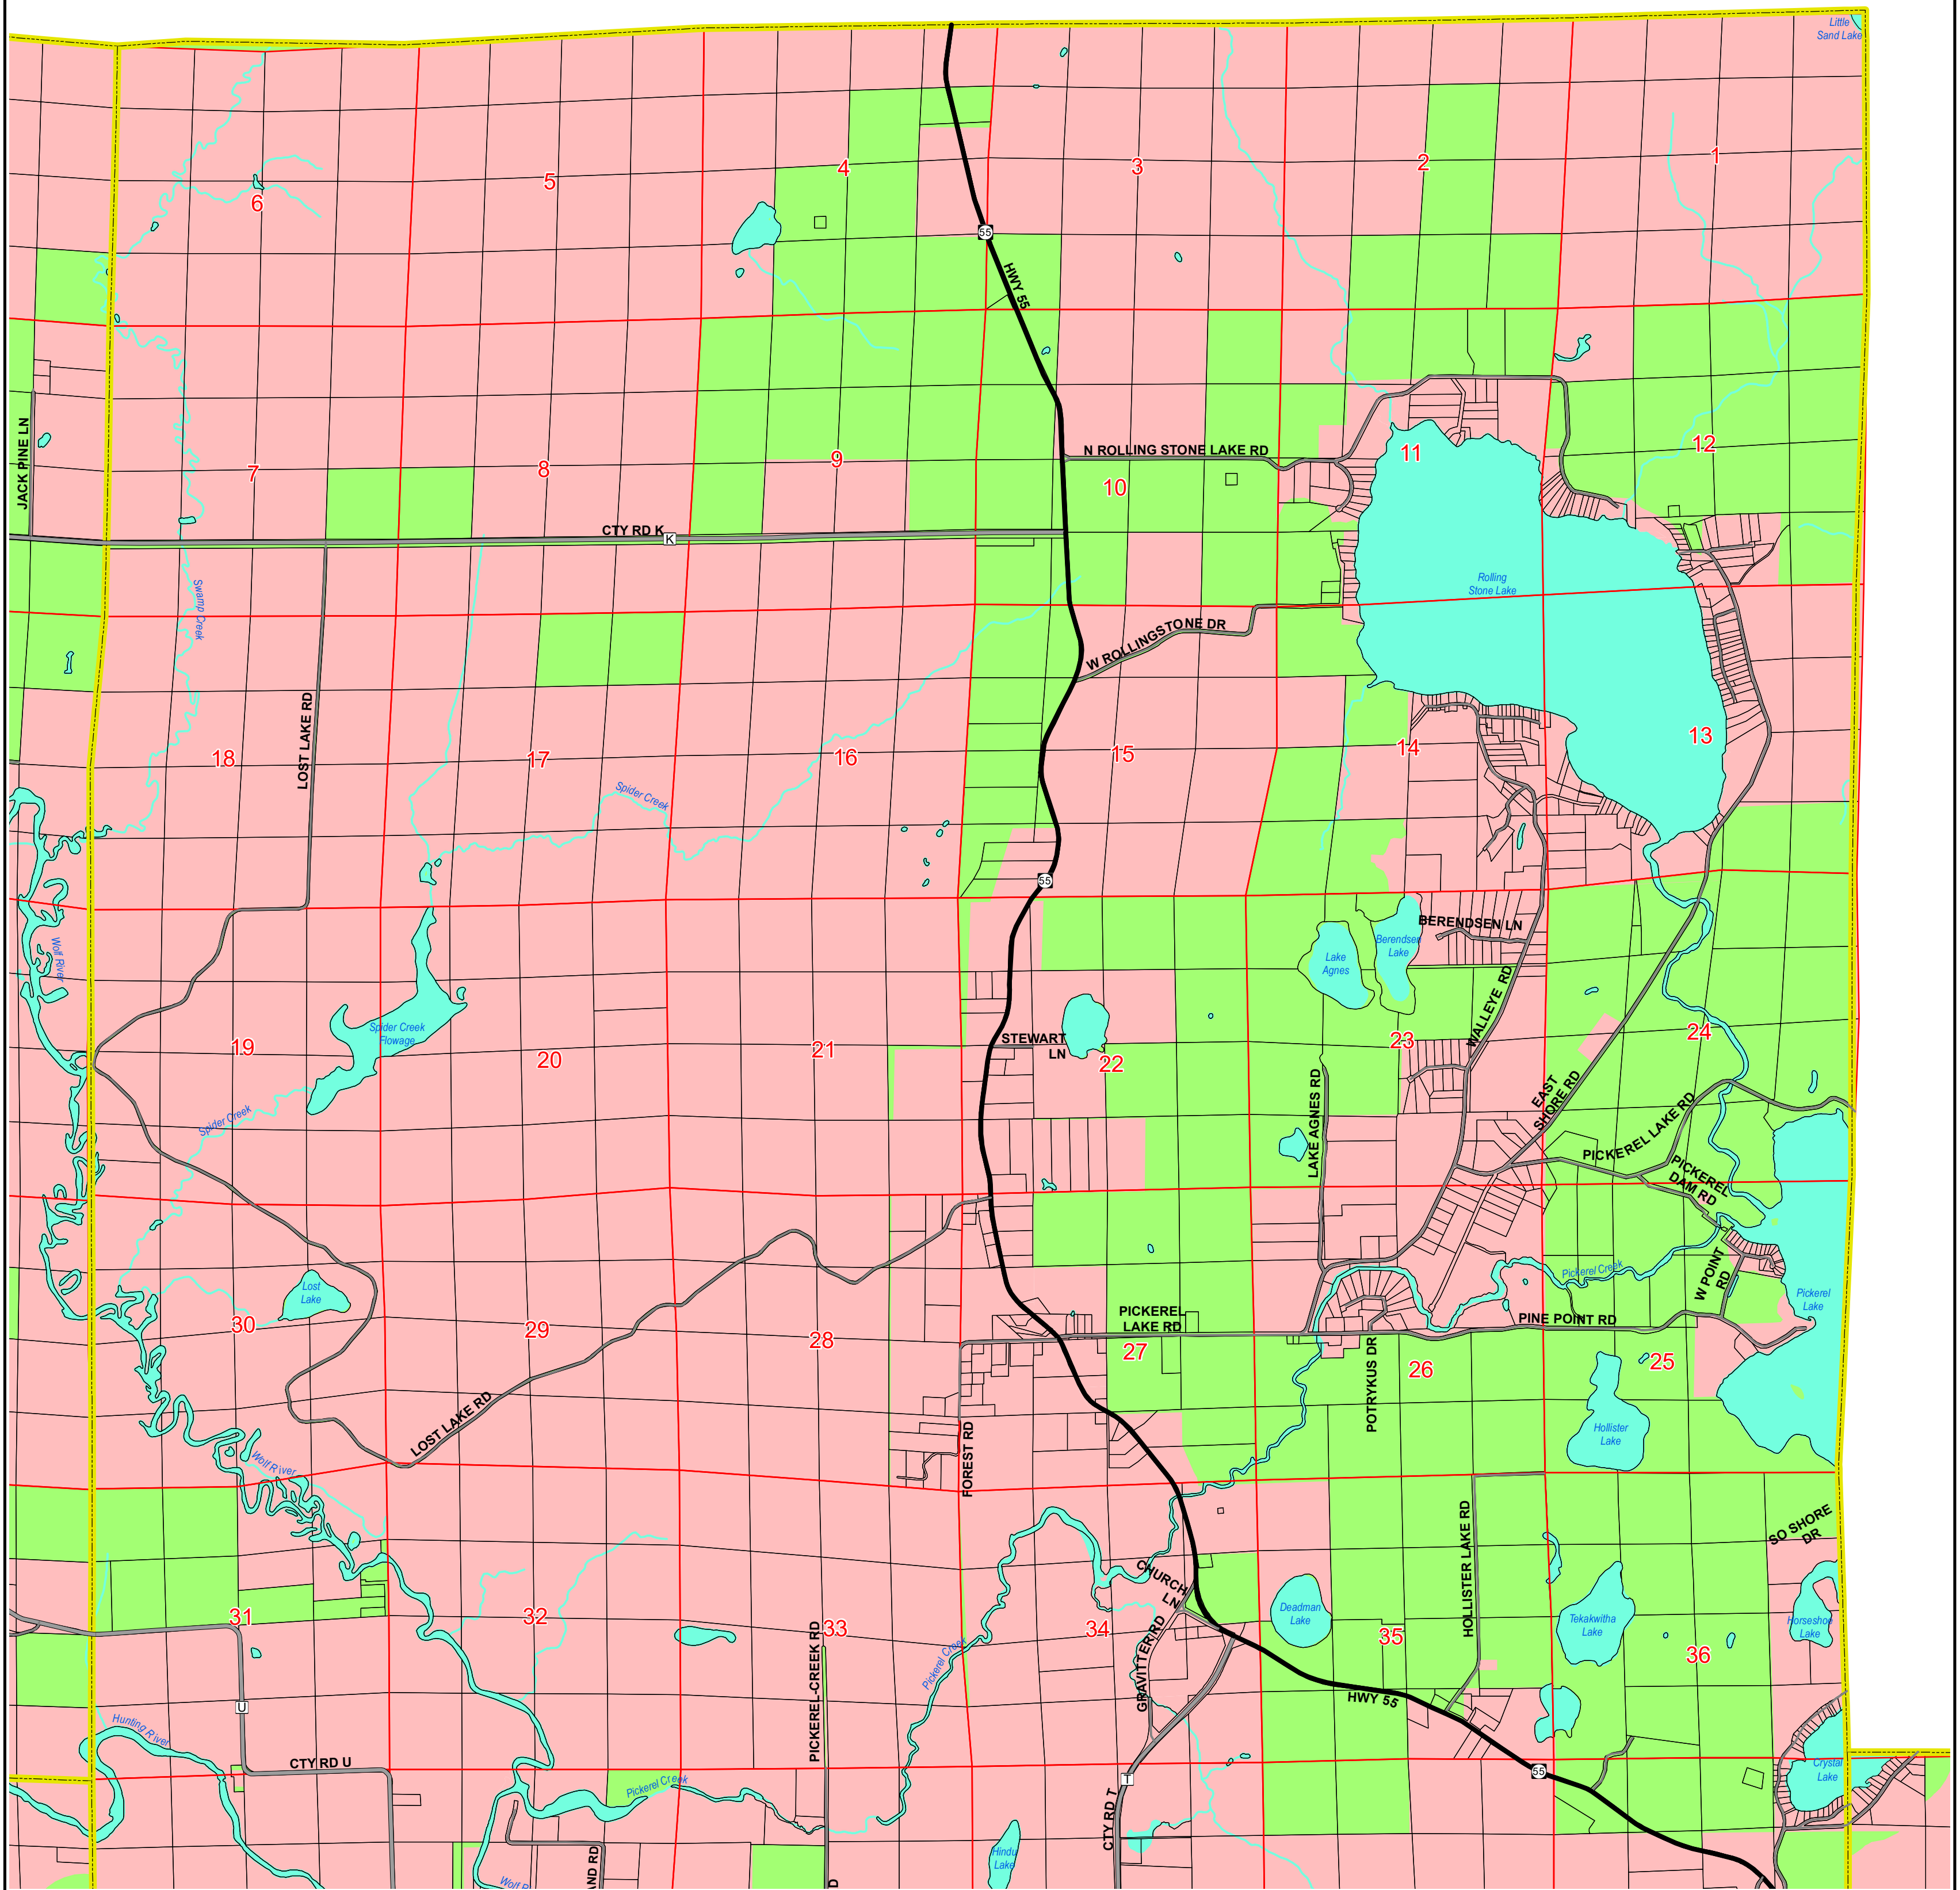 Little
Sand Lake
1
2
3
4
5
6
55
HWY 55
JACK PINE LN
7
8
9
10
11
12
N ROLLING STONE LAKE RD
CTY RD K
K
Rolling
Stone Lake
Swamp Creek
W ROLLINGSTONE DR
LOST LAKE RD
18
17
16
15
14
13
Spider Creek
55
BERENDSEN LN
Berendsen
Lake
Lake
Agnes
Wolf River
WALLEYE RD
Spider Creek
Flowage
19
20
21
STEWART
LN
22
23
24
EAST
SHORE RD
LAKE AGNES RD
Spider Creek
PICKEREL LAKE RD
PICKEREL
DAM RD
Pickerel Creek
W POINT
RD
Lost
Lake
Pickerel
Lake
PICKEREL
LAKE RD
PINE POINT RD
30
29
28
27
26
25
POTRYKUS DR
LOST LAKE RD
FOREST RD
Hollister
Lake
Wolf River
HOLLISTER LAKE RD
SO SHORE
DR
CHURCH
LN
Deadman
Lake
Tekakwitha
Lake
Horseshoe
Lake
31
32
33
34
35
36
PICKEREL-CREEK RD
Pickerel Creek
GRAVITTER RD
HWY 55
U
Hunting River
CTY RD U
55
Crystal
Lake
T
Pickerel Creek
CTY RD T
Hindu
Lake
AND RD
D
Wolf R